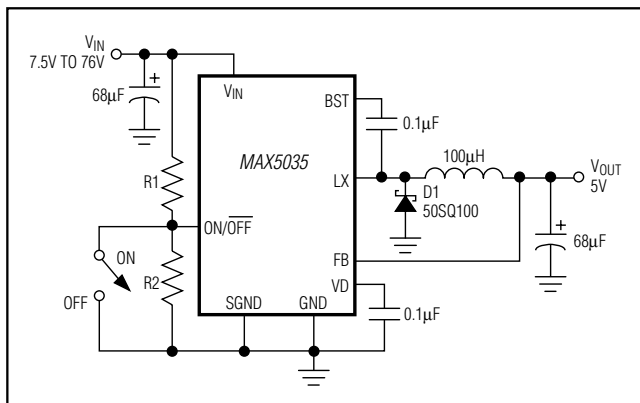 VIN
7.5V TO 76V
68µF
+
R1
ON
OFF
R2
VIN
MAX5035
ON/OFF
SGND
GND
BST
LX
FB
VD
0.1µF
100µH
D1
50SQ100
VOUT
5V
+
68µF
0.1µF